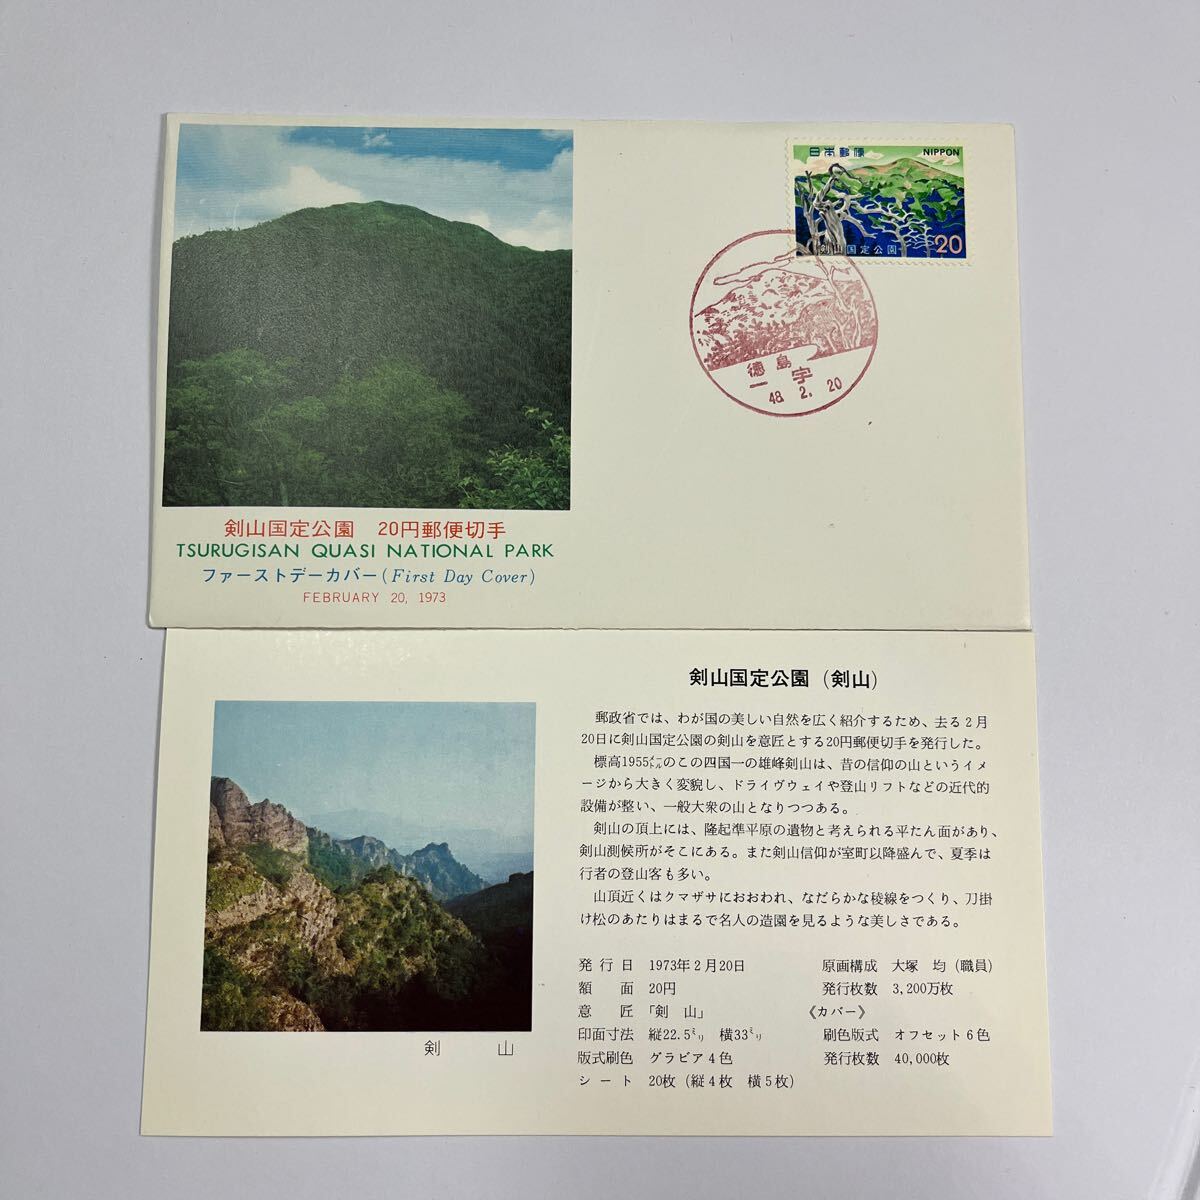 日本郵便 NIPPON
剣山国定公園 20
徳島
一宇
48. 2. 20
剣山国定公園 20円郵便切手
TSURUGISAN QUASI NATIONAL PARK
ファーストデーカバー(First Day Cover)
FEBRUARY 20, 1973
剣山国定公園(剣山)
郵政省では、わが国の美しい自然を広く紹介するため、去る2月
20日に剣山国定公園の剣山を意匠とする20円郵便切手を発行した。
標高1955㍍のこの四国一の雄峰剣山は、昔の信仰の山というイメ
ージから大きく変貌し、ドライヴウェイや登山リフトなどの近代的
設備が整い、一般大衆の山となりつつある。
剣山の頂上には、隆起準平原の遺物と考えられる平たん面があり、
剣山測候所がそこにある。また剣山信仰が室町以降盛んで、夏季は
行者の登山客も多い。
山頂近くはクマザサにおおわれ、なだらかな稜線をつくり、刀掛
け松のあたりはまるで名人の造園を見るような美しさである。
発行日 1973年2月20日 原画構成 大塚 均(職員)
額面 20円 発行枚数 3,200万枚
意匠 「剣山」 《カバー》
印面寸法 縦22.5㍉ 横33㍉ 刷色版式 オフセット6色
版式刷色 グラビア4色 発行枚数 40,000枚
シート 20枚(縦4枚 横5枚)
剣山